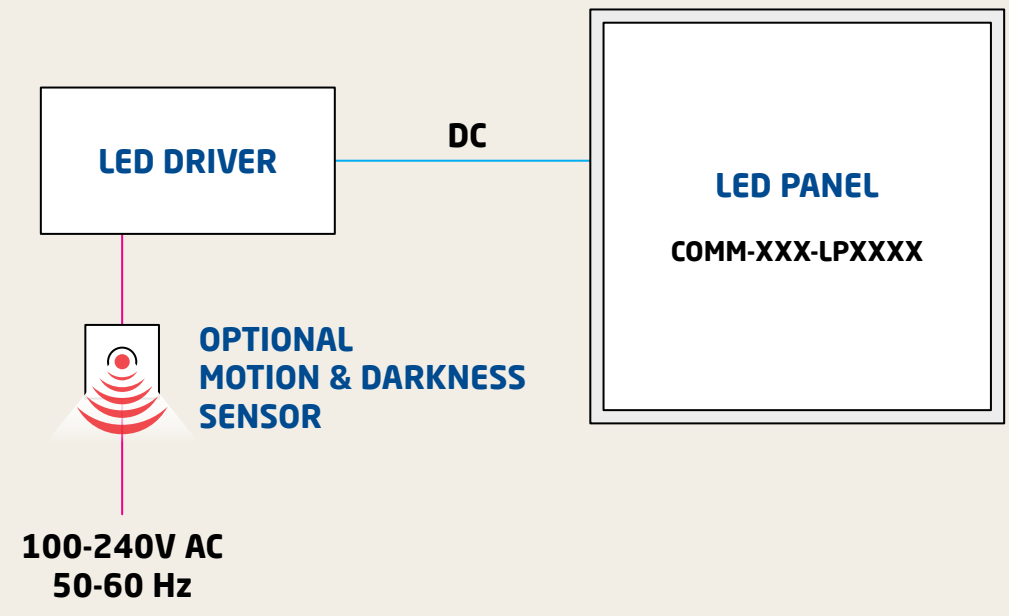 LED DRIVER
DC
LED PANEL
COMM-XXX-LPXXXX
OPTIONAL
MOTION & DARKNESS
SENSOR
100-240V AC
50-60 Hz